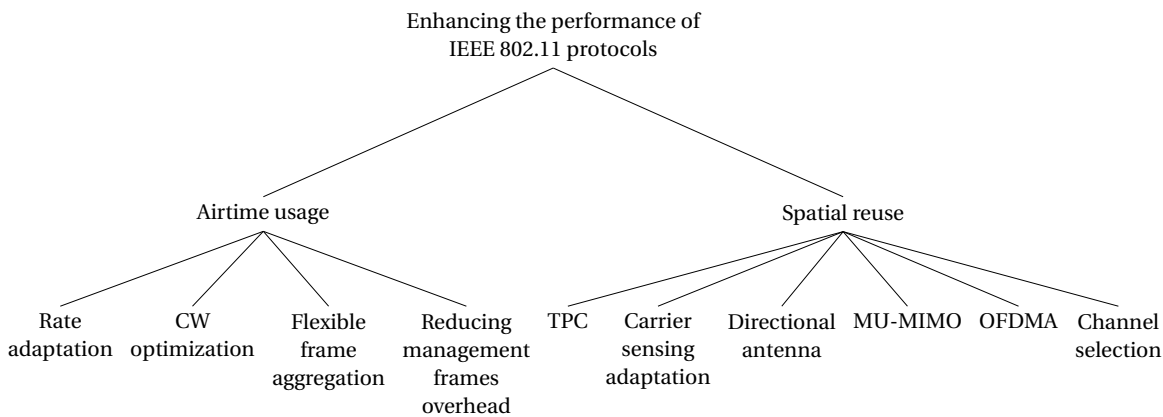 Enhancing the performance of
IEEE 802.11 protocols
Airtime usage
Spatial reuse
Rate
adaptation
CW
optimization
Flexible
frame
aggregation
Reducing
management
frames
overhead
TPC
Carrier
sensing
adaptation
Directional
antenna
MU-MIMO
OFDMA
Channel
selection